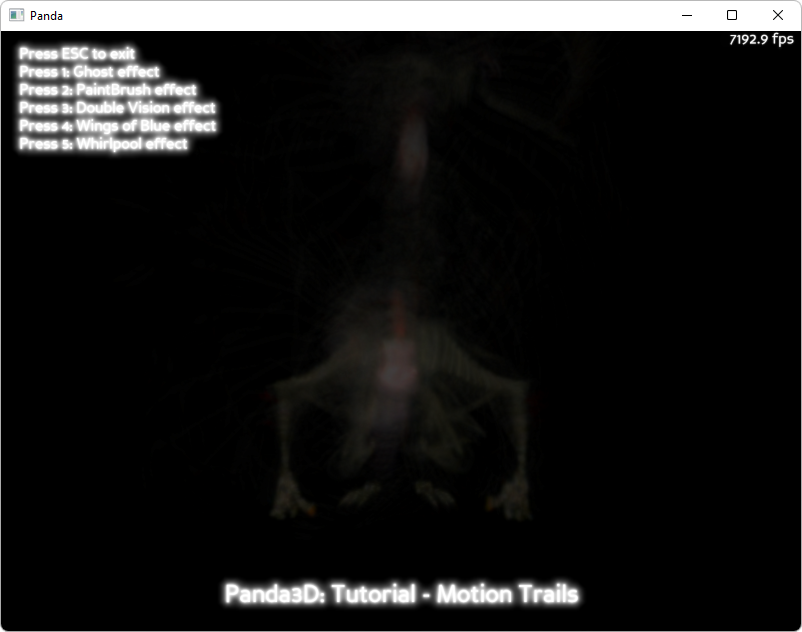 Panda
7192.9 fps
Press ESC to exit
Press 1: Ghost effect
Press 2: PaintBrush effect
Press 3: Double Vision effect
Press 4: Wings of Blue effect
Press 5: Whirlpool effect
Panda3D: Tutorial - Motion Trails